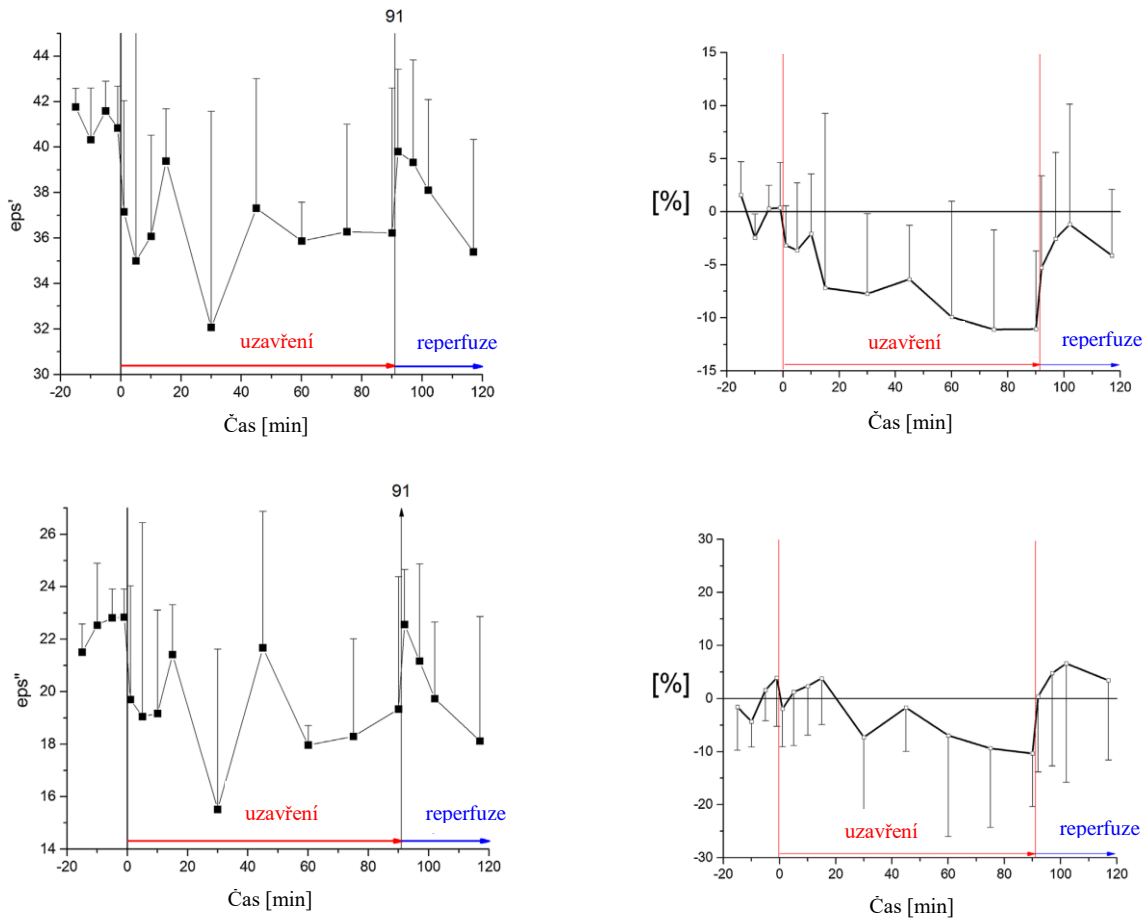 91
44
42
40
38
36
34
32
30
eps'
uzavření
reperfuze
-20 0 20 40 60 80 100 120
Čas [min]
15
10
5
0
-5
-10
-15
[%]
uzavření
reperfuze
-20 0 20 40 60 80 100 120
Čas [min]
91
26
24
22
20
18
16
14
eps"
uzavření
reperfuze
-20 0 20 40 60 80 100 120
Čas [min]
30
20
10
0
-10
-20
-30
[%]
uzavření
reperfuze
-20 0 20 40 60 80 100 120
Čas [min]